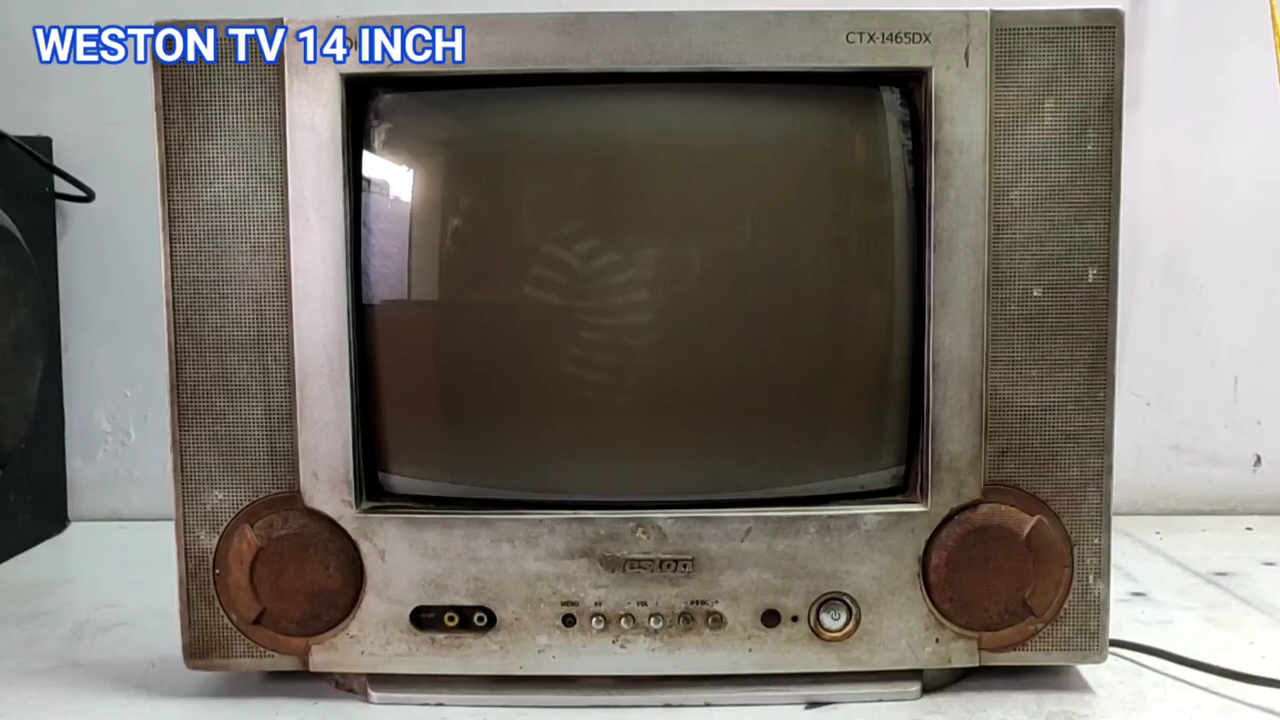 WESTON TV 14 INCH
CTX-1465DX
Weston
MENU AV - VOL + - PROG +